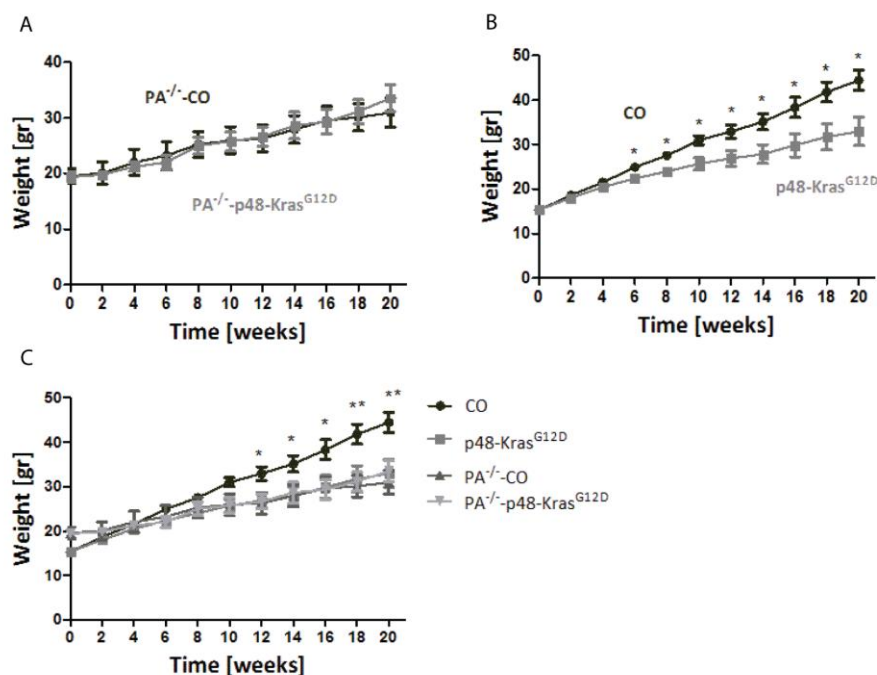 A
40
30
20
10
0
Weight [gr]
PA-/--CO
PA-/--p48-KrasG12D
0 2 4 6 8 10 12 14 16 18 20
Time [weeks]
B
50
40
30
20
10
0
Weight [gr]
CO
p48-KrasG12D
* * * * * * * *
0 2 4 6 8 10 12 14 16 18 20
Time [weeks]
C
50
40
30
20
10
0
Weight [gr]
* * * ** **
0 2 4 6 8 10 12 14 16 18 20
Time [weeks]
CO
p48-KrasG12D
PA-/--CO
PA-/--p48-KrasG12D